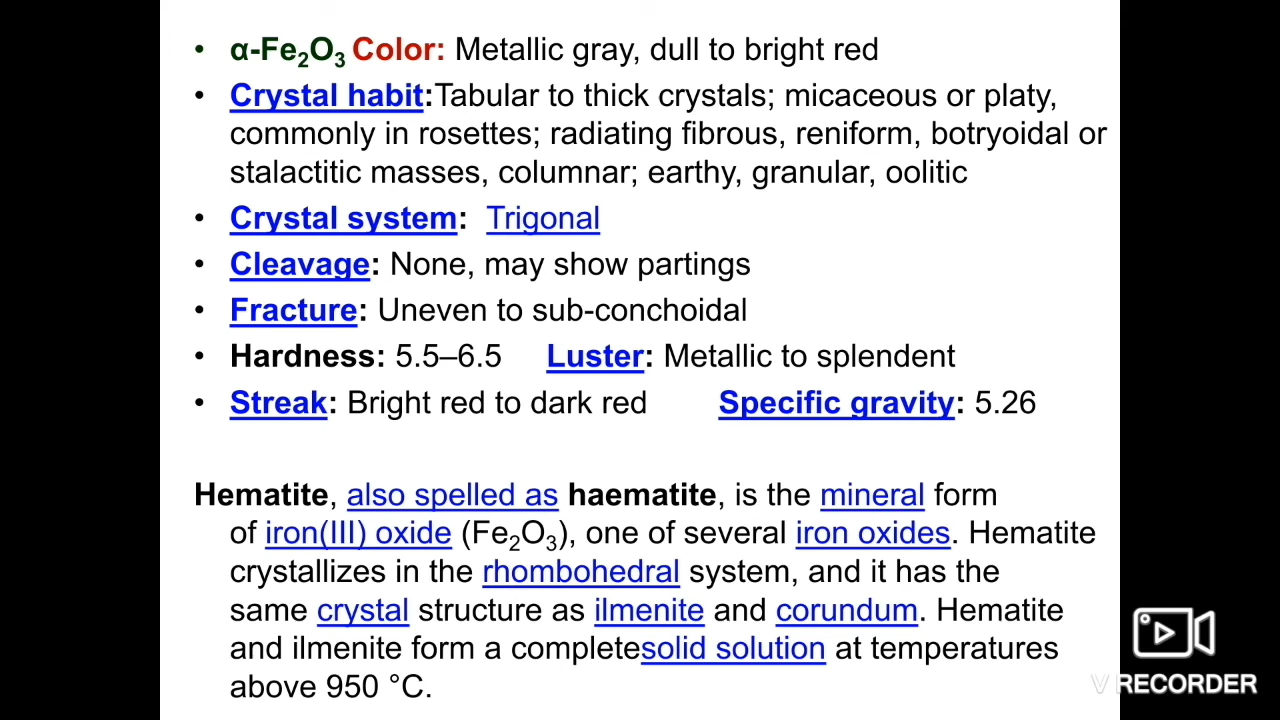 • α-Fe₂O₃ Color: Metallic gray, dull to bright red
• Crystal habit:Tabular to thick crystals; micaceous or platy,
commonly in rosettes; radiating fibrous, reniform, botryoidal or
stalactitic masses, columnar; earthy, granular, oolitic
• Crystal system: Trigonal
• Cleavage: None, may show partings
• Fracture: Uneven to sub-conchoidal
• Hardness: 5.5–6.5 Luster: Metallic to splendent
• Streak: Bright red to dark red Specific gravity: 5.26
Hematite, also spelled as haematite, is the mineral form
of iron(III) oxide (Fe₂O₃), one of several iron oxides. Hematite
crystallizes in the rhombohedral system, and it has the
same crystal structure as ilmenite and corundum. Hematite
and ilmenite form a completesolid solution at temperatures
above 950 °C.
V RECORDER